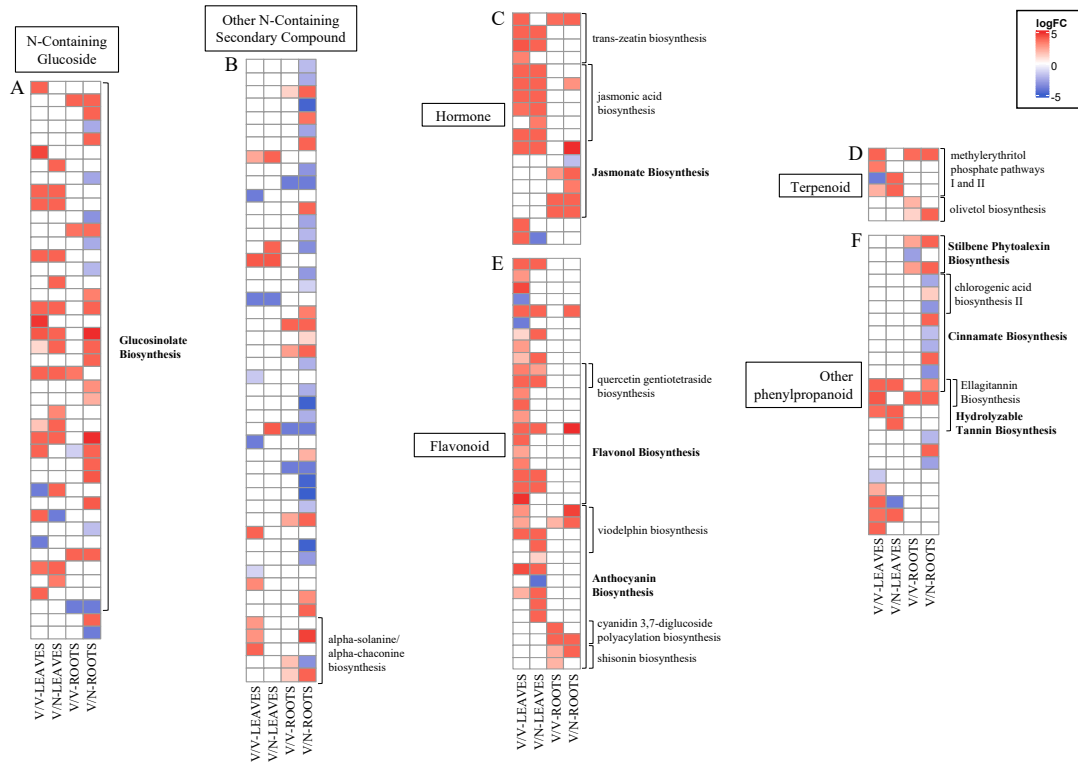 N-Containing
Glucoside
A
Glucosinolate
Biosynthesis
V/V-LEAVES
V/N-LEAVES
V/V-ROOTS
V/N-ROOTS
Other N-Containing
Secondary Compound
B
alpha-solanine/
alpha-chaconine
biosynthesis
V/V-LEAVES
V/N-LEAVES
V/V-ROOTS
V/N-ROOTS
C
trans-zeatin biosynthesis
jasmonic acid
biosynthesis
Hormone
Jasmonate Biosynthesis
E
quercetin gentiotetraside
biosynthesis
Flavonoid
Flavonol Biosynthesis
viodelphin biosynthesis
Anthocyanin
Biosynthesis
cyanidin 3,7-diglucoside
polyacylation biosynthesis
shisonin biosynthesis
V/V-LEAVES
V/N-LEAVES
V/V-ROOTS
V/N-ROOTS
logFC
5
0
-5
D
methylerythritol
phosphate pathways
I and II
Terpenoid
olivetol biosynthesis
F
Stilbene Phytoalexin
Biosynthesis
chlorogenic acid
biosynthesis II
Cinnamate Biosynthesis
Other
phenylpropanoid
Ellagitannin
Biosynthesis
Hydrolyzable
Tannin Biosynthesis
V/V-LEAVES
V/N-LEAVES
V/V-ROOTS
V/N-ROOTS